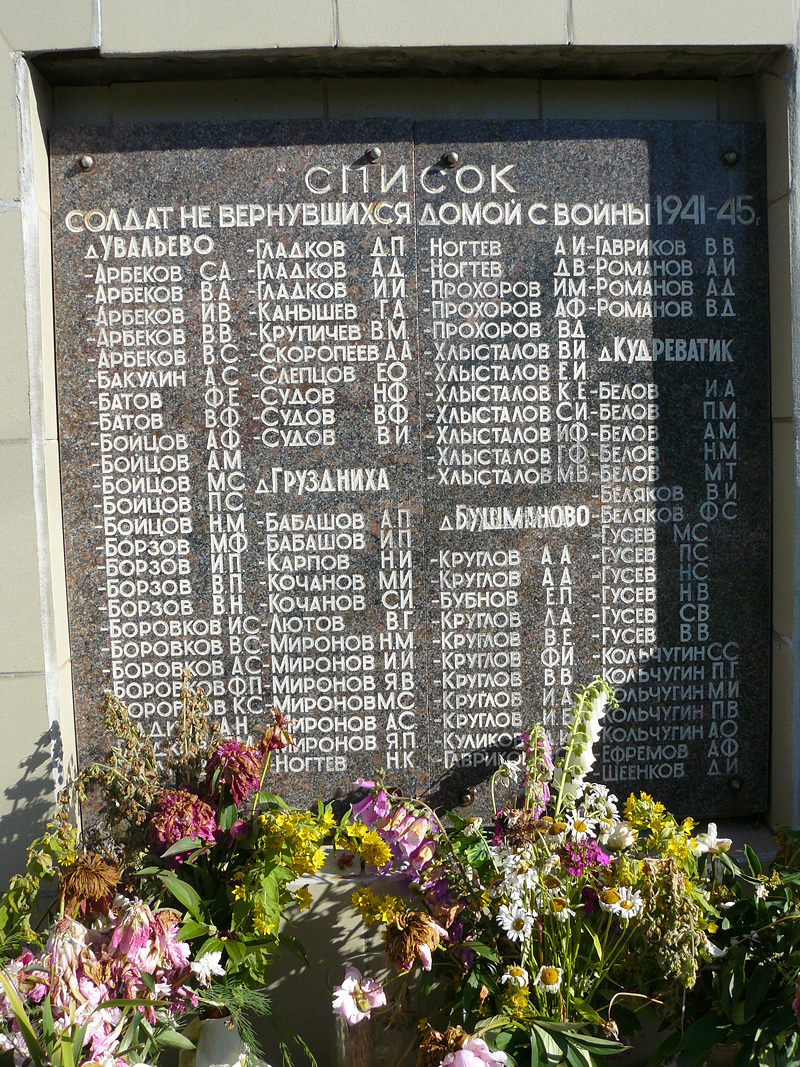 СПИСОК
СОЛДАТ НЕ ВЕРНУВШИХСЯ ДОМОЙ С ВОЙНЫ 1941-45г.
д.УВАЛЬЕВО
-АРБЕКОВ С А
-АРБЕКОВ В.А.
-АРБЕКОВ И.В
-АРБЕКОВ В.В
-АРБЕКОВ В.С
-БАКУЛИН А.С
-БАТОВ Ф.Е.
-БАТОВ В.Ф
-БОЙЦОВ А.Ф
-БОЙЦОВ А.М.
-БОЙЦОВ М С
-БОЙЦОВ П.С
-БОЙЦОВ Н.М
-БОРЗОВ М.Ф
-БОРЗОВ И.П
-БОРЗОВ В.П
-БОРЗОВ В.Н.
-БОРОВКОВ И С
-БОРОВКОВ В С
-БОРОВКОВ А С
-БОРОВКОВ Ф П
-БОРОВКОВ К С
-ГЛАДКОВ Д.П
-ГЛАДКОВ А.Д
-ГЛАДКОВ И И
-КАНЫШЕВ Г.А
-КРУПИЧЕВ В.М
-СКОРОПЕЕВ А А
-СЛЕПЦОВ Е О
-СУДОВ Н.Ф
-СУДОВ В.Ф
-СУДОВ В И
д.ГРУЗДНИХА
-БАБАШОВ А.П
-БАБАШОВ И.П
-КАРПОВ Н.И
-КОЧАНОВ М И
-КОЧАНОВ С И
-ЛЮТОВ В.Г
-МИРОНОВ Н.М
-МИРОНОВ И И
-МИРОНОВ Я.В
-МИРОНОВ М С
-МИРОНОВ А С
МИРОНОВ Я.П
НОГТЕВ Н.К
-НОГТЕВ А.И
-НОГТЕВ Д.В
-ПРОХОРОВ И.М
-ПРОХОРОВ А.Ф
-ПРОХОРОВ В.Д
-ХЛЫСТАЛОВ В.И
-ХЛЫСТАЛОВ Е.И
-ХЛЫСТАЛОВ К.Е
-ХЛЫСТАЛОВ С И
-ХЛЫСТАЛОВ И.Ф
-ХЛЫСТАЛОВ Г.Ф
-ХЛЫСТАЛОВ М В
д.БУШМИНОВО
-КРУГЛОВ А А
-КРУГЛОВ А А
-БУБНОВ Е.П
-КРУГЛОВ Л.А
-КРУГЛОВ В Е
-КРУГЛОВ Ф И
-КРУГЛОВ В В
-КРУГЛОВ И
-КРУГЛОВ И
-КУЛИКОВ
-ГАВРИКОВ
-ГАВРИКОВ В В
-РОМАНОВ А И
-РОМАНОВ А.Д
-РОМАНОВ В.Д
д.КУДРЕВАТИК
-БЕЛОВ И.А
-БЕЛОВ П.М
-БЕЛОВ А.М
-БЕЛОВ Н.М
-БЕЛОВ М Т
-БЕЛЯКОВ В И
-БЕЛЯКОВ Ф С
-ГУСЕВ М С
-ГУСЕВ П С
-ГУСЕВ Н С
-ГУСЕВ Н В
-ГУСЕВ С В
-ГУСЕВ В В
-КОЛЬЧУГИН С С
-КОЛЬЧУГИН П Т
КОЛЬЧУГИН М И
КОЛЬЧУГИН П В
КОЛЬЧУГИН А О
ЕФРЕМОВ А.Ф
ШЕЕНКОВ Д И